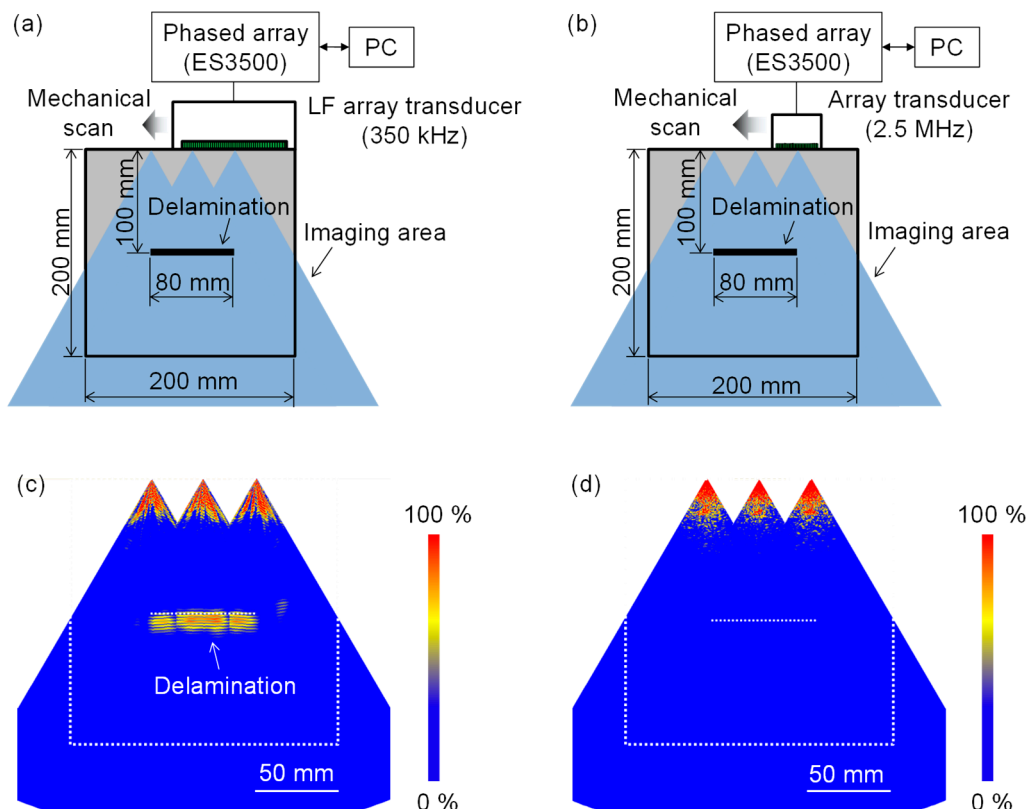 (a)
Phased array
(ES3500)
PC
Mechanical
scan
LF array transducer
(350 kHz)
200 mm
100 mm
Delamination
Imaging area
80 mm
200 mm
(b)
Phased array
(ES3500)
PC
Mechanical
scan
Array transducer
(2.5 MHz)
200 mm
100 mm
Delamination
Imaging area
80 mm
200 mm
(c)
100 %
Delamination
50 mm
0 %
(d)
100 %
50 mm
0 %